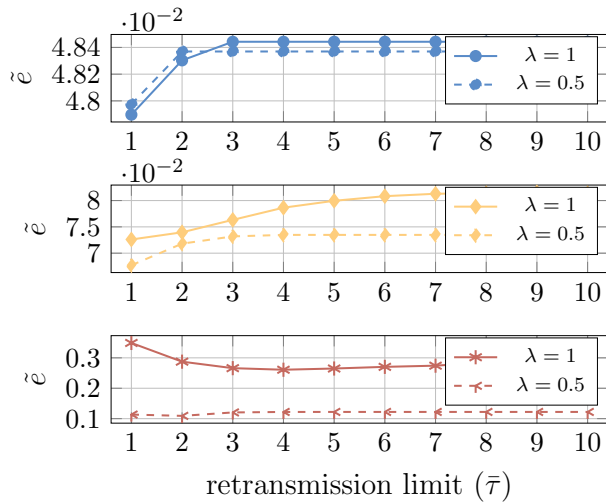 ·10⁻²
4.84
4.82
4.8
ẽ
λ = 1
λ = 0.5
1 2 3 4 5 6 7 8 9 10
·10⁻²
8
7.5
7
ẽ
λ = 1
λ = 0.5
1 2 3 4 5 6 7 8 9 10
0.3
0.2
0.1
ẽ
λ = 1
λ = 0.5
1 2 3 4 5 6 7 8 9 10
retransmission limit (τ̄)